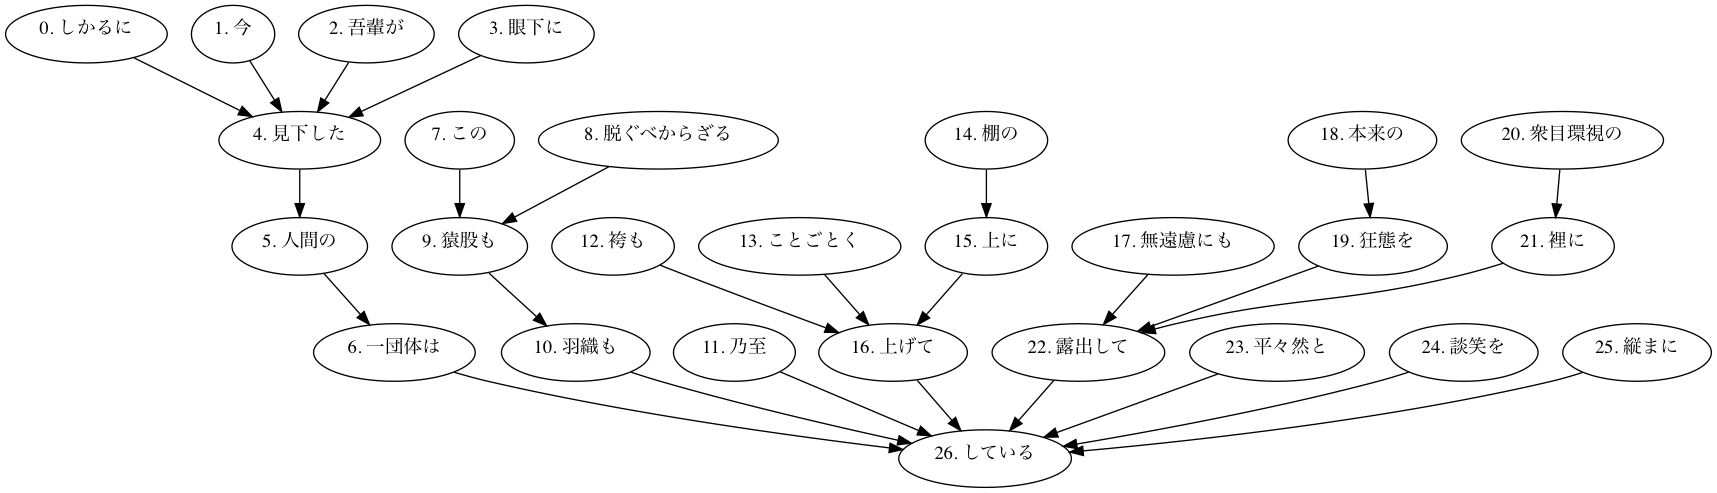 0. しかるに
1. 今
2. 吾輩が
3. 眼下に
4. 見下した
7. この
8. 脱ぐべからざる
14. 棚の
18. 本来の
20. 衆目環視の
5. 人間の
9. 猿股も
12. 袴も
13. ことごとく
15. 上に
17. 無遠慮にも
19. 狂態を
21. 裡に
6. 一団体は
10. 羽織も
11. 乃至
16. 上げて
22. 露出して
23. 平々然と
24. 談笑を
25. 縦まに
26. している